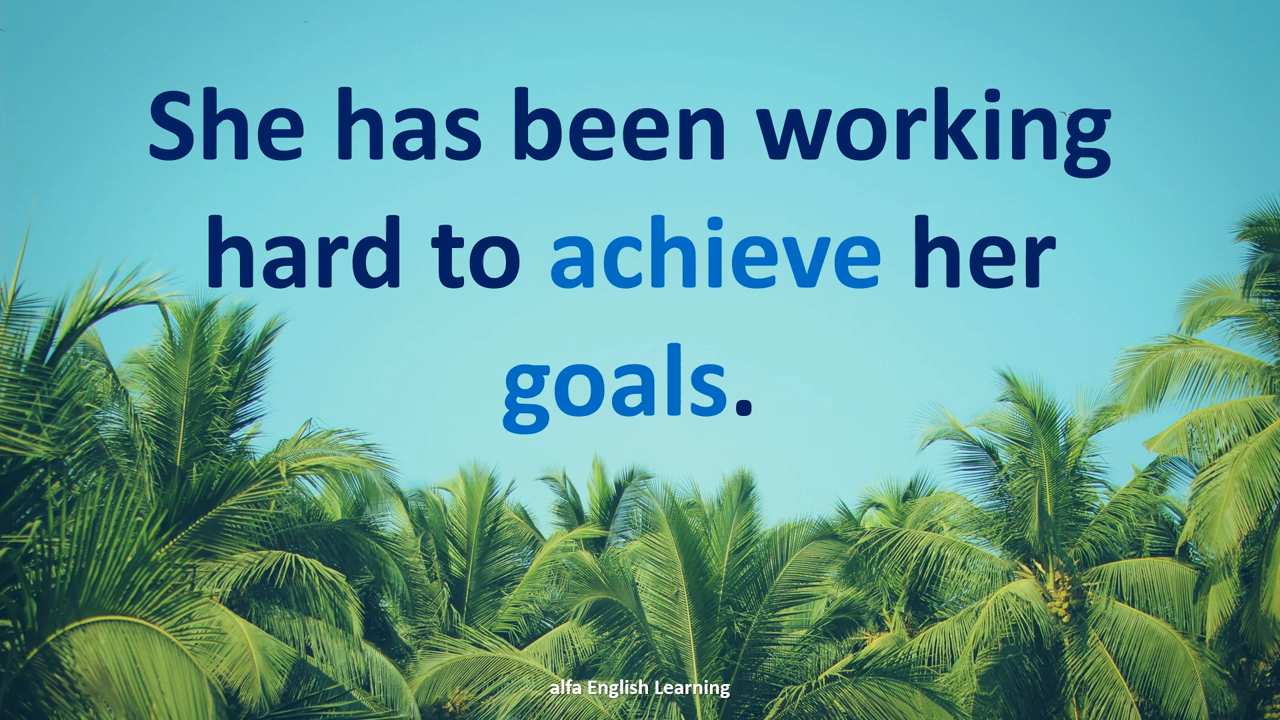 She has been working
hard to achieve her
goals.
alfa English Learning